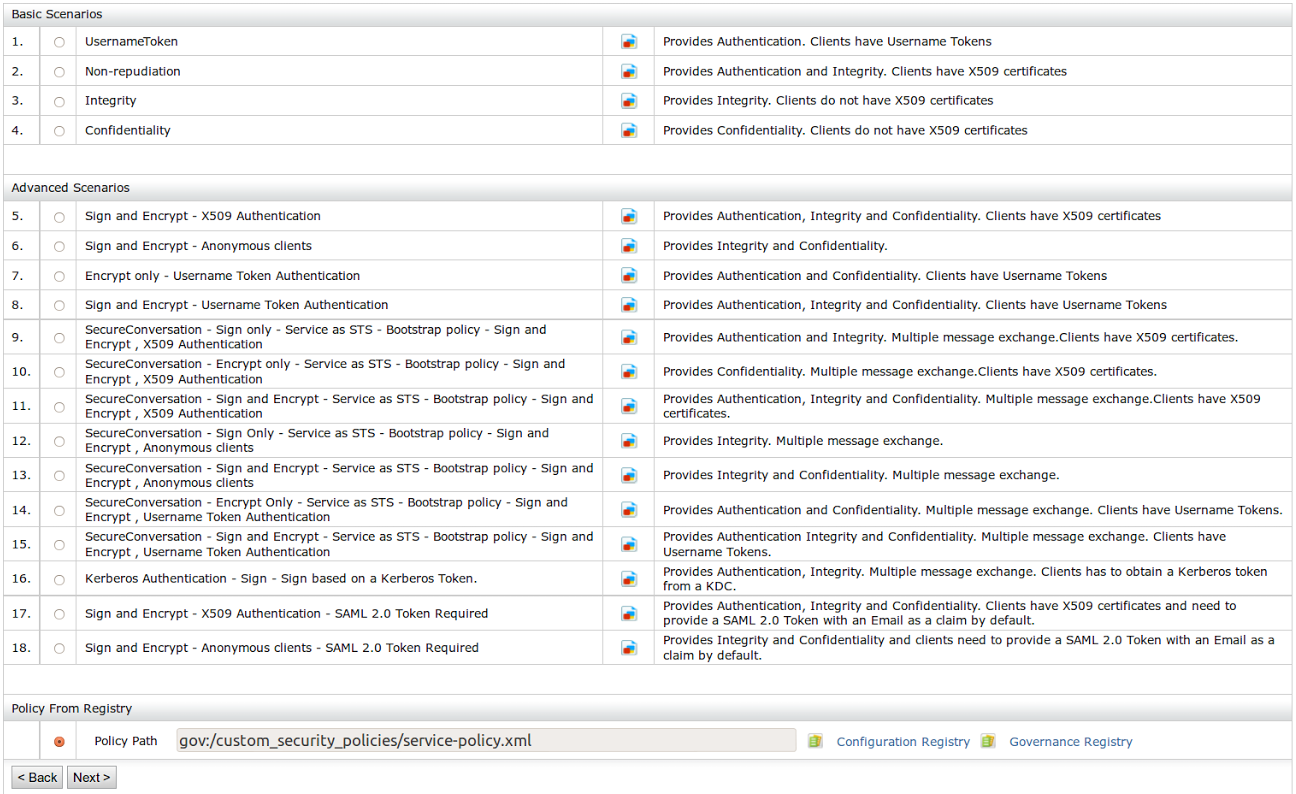 Basic Scenarios
1. UsernameToken Provides Authentication. Clients have Username Tokens
2. Non-repudiation Provides Authentication and Integrity. Clients have X509 certificates
3. Integrity Provides Integrity. Clients do not have X509 certificates
4. Confidentiality Provides Confidentiality. Clients do not have X509 certificates
Advanced Scenarios
5. Sign and Encrypt - X509 Authentication Provides Authentication, Integrity and Confidentiality. Clients have X509 certificates
6. Sign and Encrypt - Anonymous clients Provides Integrity and Confidentiality.
7. Encrypt only - Username Token Authentication Provides Authentication and Confidentiality. Clients have Username Tokens
8. Sign and Encrypt - Username Token Authentication Provides Authentication, Integrity and Confidentiality. Clients have Username Tokens
9. SecureConversation - Sign only - Service as STS - Bootstrap policy - Sign and
Encrypt , X509 Authentication
Provides Authentication and Integrity. Multiple message exchange.Clients have X509 certificates.
10. SecureConversation - Encrypt only - Service as STS - Bootstrap policy - Sign and
Encrypt , X509 Authentication
Provides Confidentiality. Multiple message exchange.Clients have X509 certificates.
11. SecureConversation - Sign and Encrypt - Service as STS - Bootstrap policy - Sign and
Encrypt , X509 Authentication
Provides Authentication, Integrity and Confidentiality. Multiple message exchange.Clients have X509
certificates.
12. SecureConversation - Sign Only - Service as STS - Bootstrap policy - Sign and
Encrypt , Anonymous clients
Provides Integrity. Multiple message exchange.
13. SecureConversation - Sign and Encrypt - Service as STS - Bootstrap policy - Sign and
Encrypt , Anonymous clients
Provides Integrity and Confidentiality. Multiple message exchange.
14. SecureConversation - Encrypt Only - Service as STS - Bootstrap policy - Sign and
Encrypt , Username Token Authentication
Provides Authentication and Confidentiality. Multiple message exchange. Clients have Username Tokens.
15. SecureConversation - Sign and Encrypt - Service as STS - Bootstrap policy - Sign and
Encrypt , Username Token Authentication
Provides Authentication Integrity and Confidentiality. Multiple message exchange. Clients have
Username Tokens.
16. Kerberos Authentication - Sign - Sign based on a Kerberos Token.
Provides Authentication, Integrity. Multiple message exchange. Clients has to obtain a Kerberos token
from a KDC.
17. Sign and Encrypt - X509 Authentication - SAML 2.0 Token Required
Provides Authentication, Integrity and Confidentiality. Clients have X509 certificates and need to
provide a SAML 2.0 Token with an Email as a claim by default.
18. Sign and Encrypt - Anonymous clients - SAML 2.0 Token Required
Provides Integrity and Confidentiality and clients need to provide a SAML 2.0 Token with an Email as a
claim by default.
Policy From Registry
Policy Path gov:/custom_security_policies/service-policy.xml Configuration Registry Governance Registry
< Back Next >